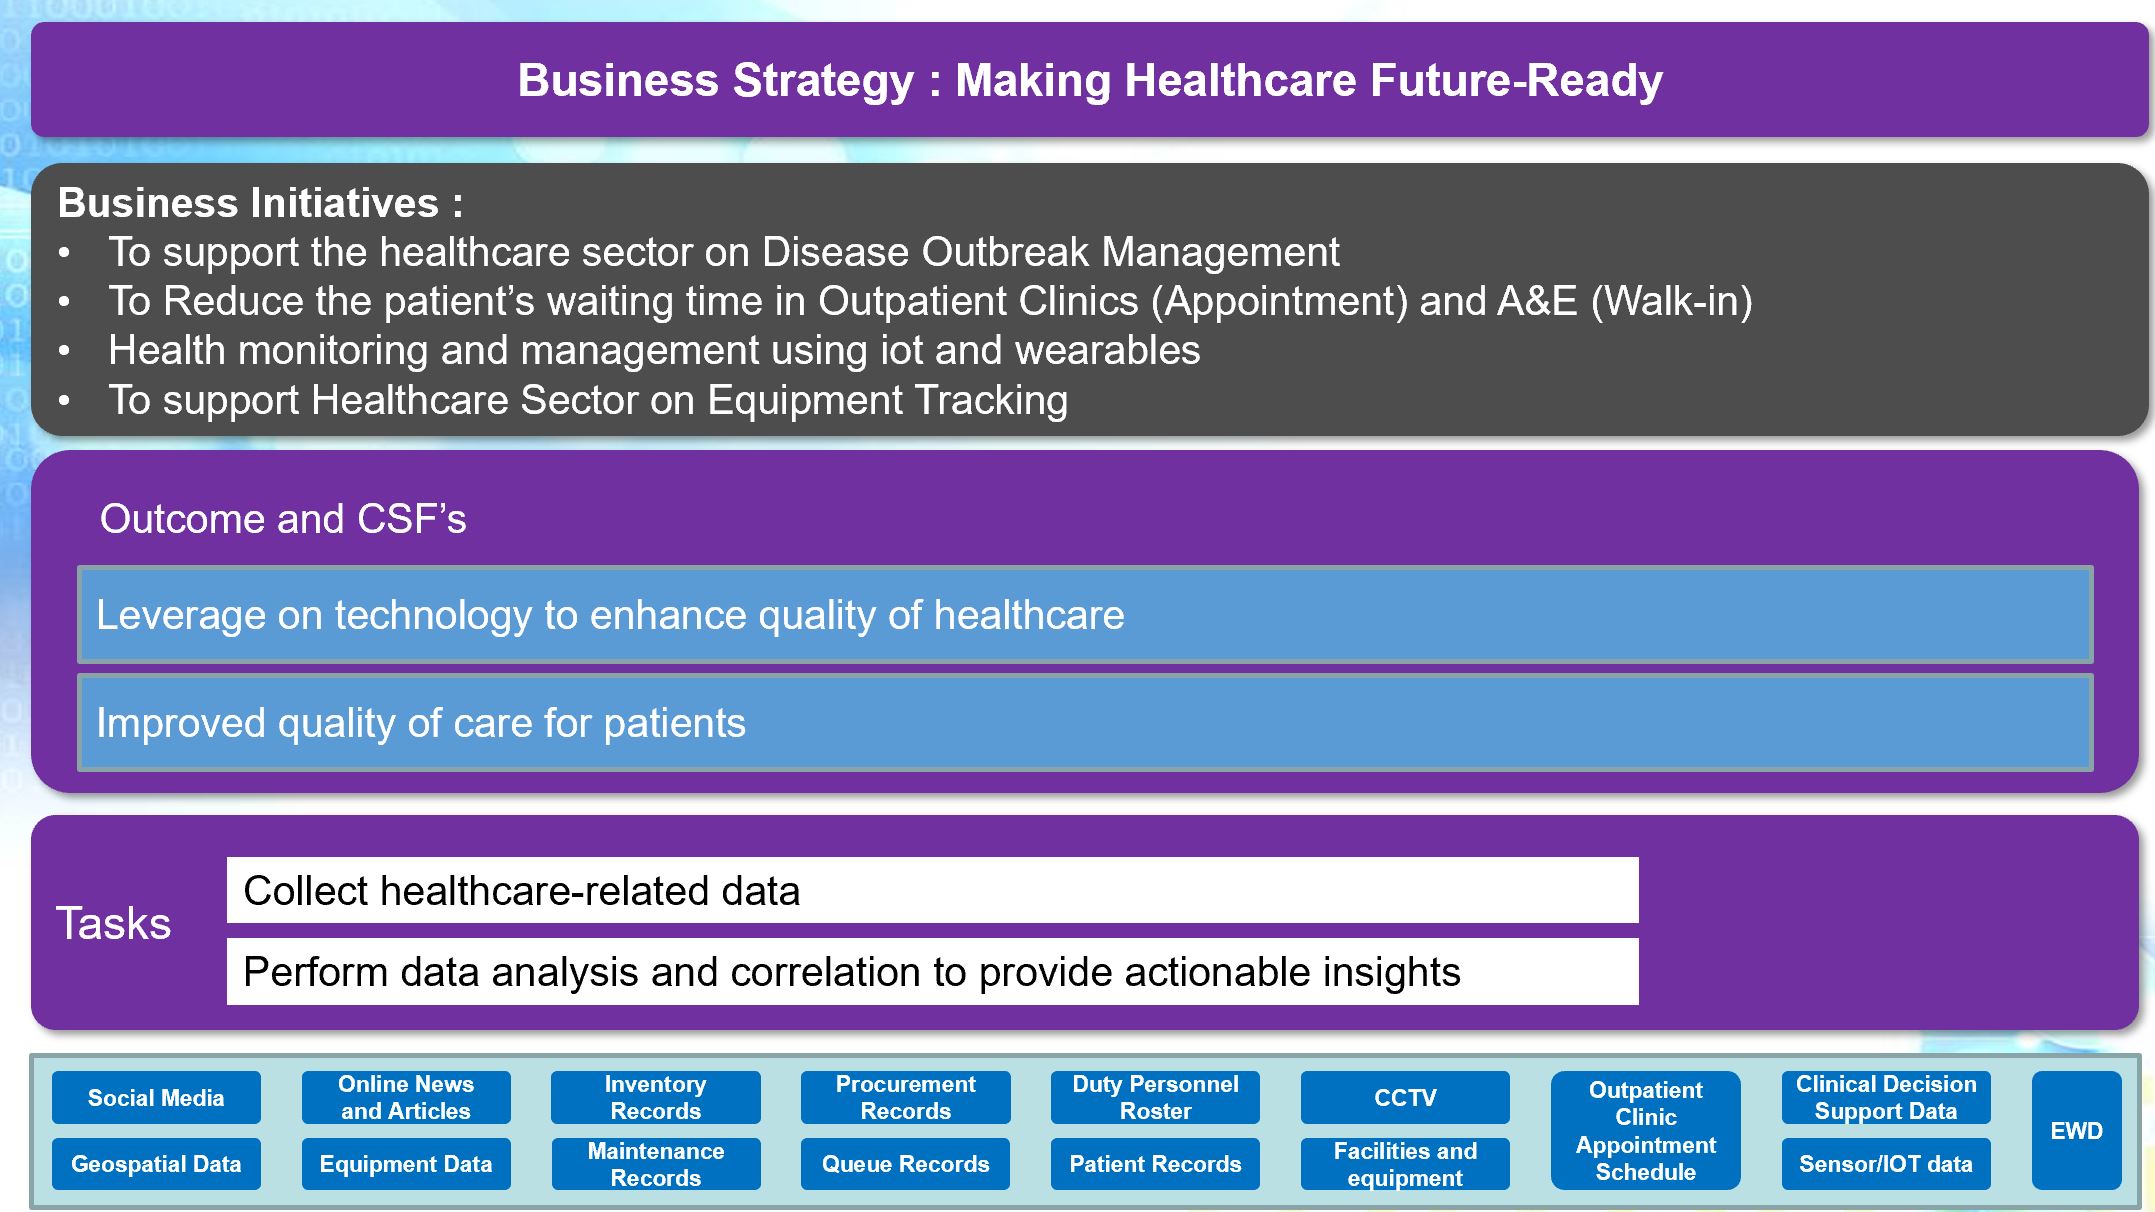 Business Strategy : Making Healthcare Future-Ready
Business Initiatives :
• To support the healthcare sector on Disease Outbreak Management
• To Reduce the patient’s waiting time in Outpatient Clinics (Appointment) and A&E (Walk-in)
• Health monitoring and management using iot and wearables
• To support Healthcare Sector on Equipment Tracking
Outcome and CSF’s
Leverage on technology to enhance quality of healthcare
Improved quality of care for patients
Tasks
Collect healthcare-related data
Perform data analysis and correlation to provide actionable insights
Social Media
Online News
and Articles
Inventory
Records
Procurement
Records
Duty Personnel
Roster
CCTV
Outpatient
Clinic
Appointment
Schedule
Clinical Decision
Support Data
EWD
Geospatial Data
Equipment Data
Maintenance
Records
Queue Records
Patient Records
Facilities and
equipment
Sensor/IOT data